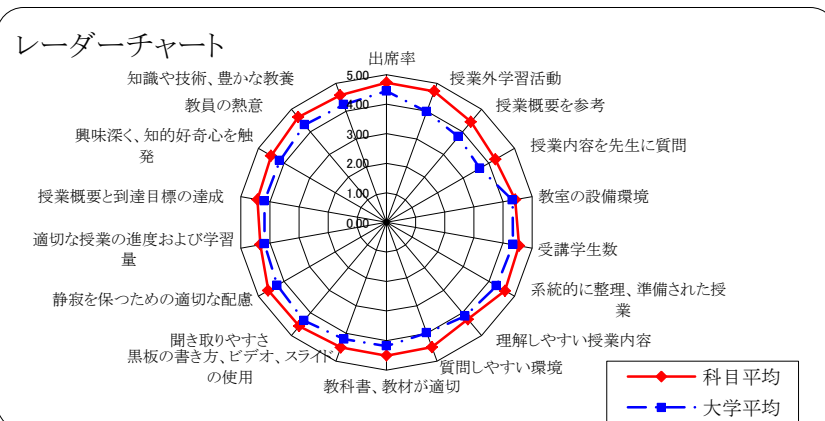 レーダーチャート
出席率
授業外学習活動
授業概要を参考
授業内容を先生に質問
教室の設備環境
受講学生数
系統的に整理、準備された授
業
理解しやすい授業内容
質問しやすい環境
教科書、教材が適切
黒板の書き方、ビデオ、スライド
の使用
聞き取りやすさ
静寂を保つための適切な配慮
適切な授業の進度および学習
量
授業概要と到達目標の達成
興味深く、知的好奇心を触
発
教員の熱意
知識や技術、豊かな教養
5.00
4.00
3.00
2.00
1.00
0.00
科目平均
大学平均